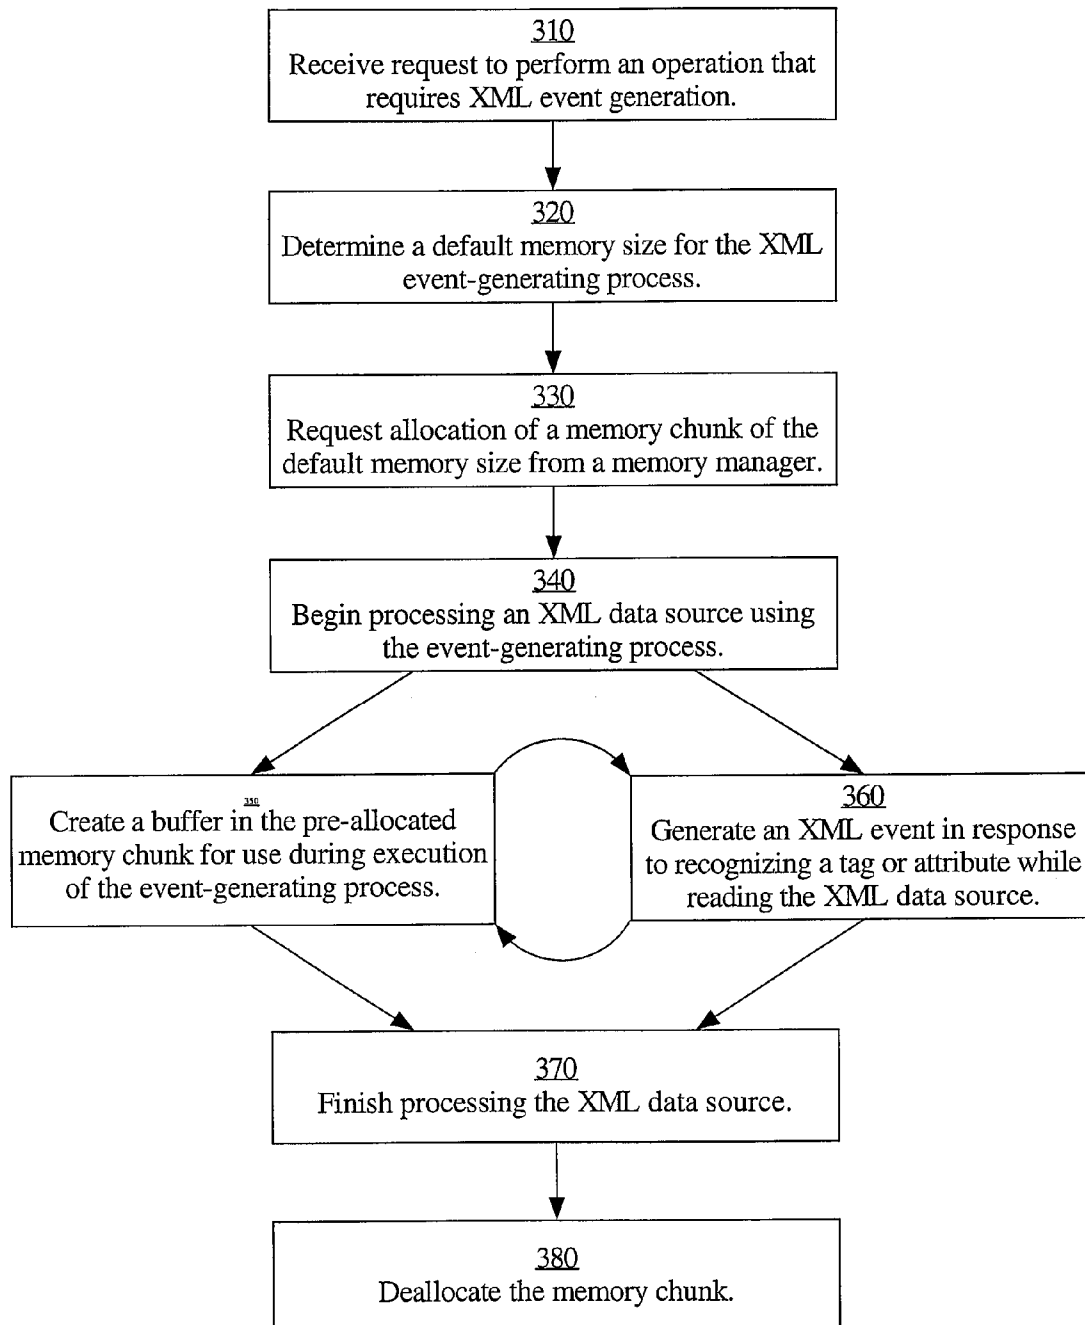 310
Receive request to perform an operation that
requires XML event generation.
320
Determine a default memory size for the XML
event-generating process.
330
Request allocation of a memory chunk of the
default memory size from a memory manager.
340
Begin processing an XML data source using
the event-generating process.
350
Create a buffer in the pre-allocated
memory chunk for use during execution
of the event-generating process.
360
Generate an XML event in response
to recognizing a tag or attribute while
reading the XML data source.
370
Finish processing the XML data source.
380
Deallocate the memory chunk.